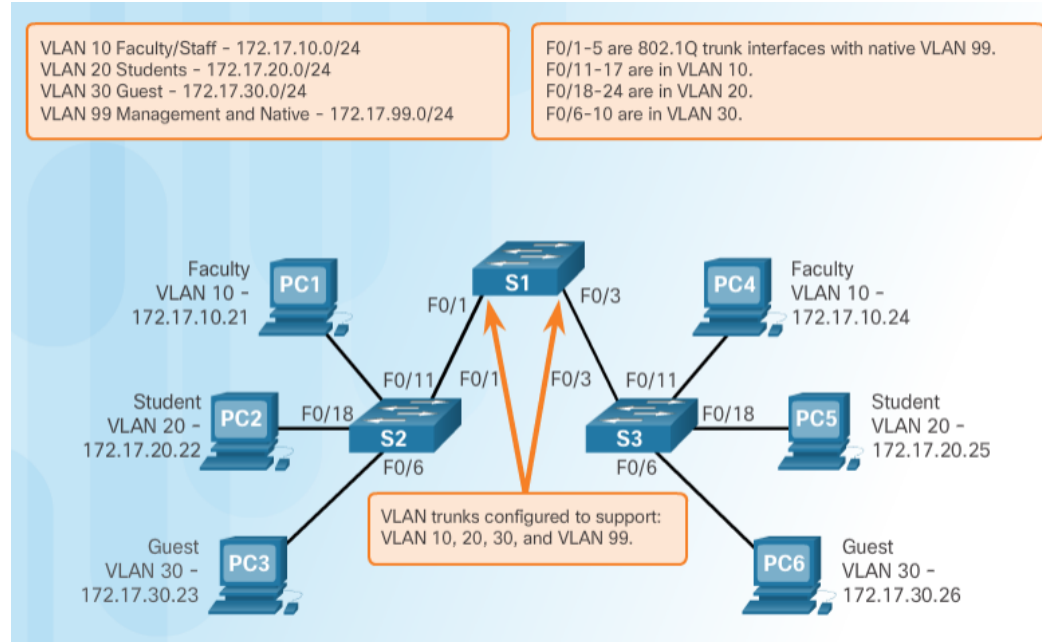 VLAN 10 Faculty/Staff - 172.17.10.0/24
VLAN 20 Students - 172.17.20.0/24
VLAN 30 Guest - 172.17.30.0/24
VLAN 99 Management and Native - 172.17.99.0/24
F0/1-5 are 802.1Q trunk interfaces with native VLAN 99.
F0/11-17 are in VLAN 10.
F0/18-24 are in VLAN 20.
F0/6-10 are in VLAN 30.
S1
F0/1
F0/3
Faculty
VLAN 10 -
172.17.10.21
PC1
PC4
Faculty
VLAN 10 -
172.17.10.24
F0/11
F0/1
F0/3
F0/11
Student
VLAN 20 -
172.17.20.22
PC2
F0/18
S2
F0/6
S3
F0/6
F0/18
PC5
Student
VLAN 20 -
172.17.20.25
VLAN trunks configured to support:
VLAN 10, 20, 30, and VLAN 99.
Guest
VLAN 30 -
172.17.30.23
PC3
PC6
Guest
VLAN 30 -
172.17.30.26